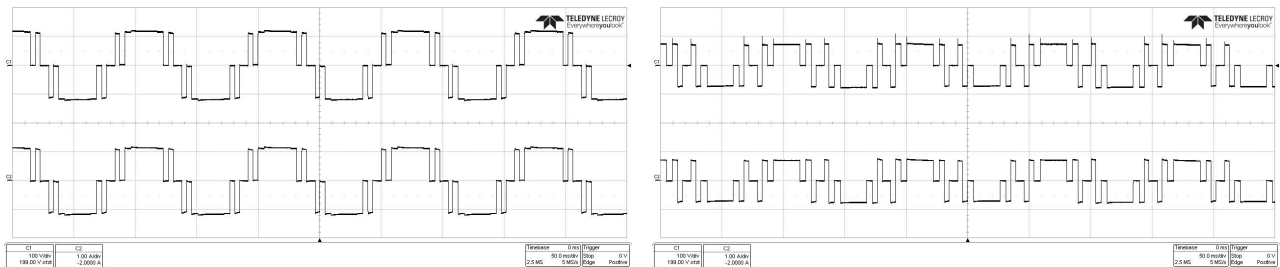 TELEDYNE LECROY
Everywhereyoulook
C1
C2
C1
100 V/div
199.00 V ofst
C2
1.00 A/div
-2.0000 A
Timebase 0 ms
50.0 ms/div
2.5 MS 5 MS/s
Trigger
Stop 0 V
Edge Positive
TELEDYNE LECROY
Everywhereyoulook
C1
C2
C1
100 V/div
199.00 V ofst
C2
1.00 A/div
-2.0000 A
Timebase 0 ms
50.0 ms/div
2.5 MS 5 MS/s
Trigger
Stop 0 V
Edge Positive